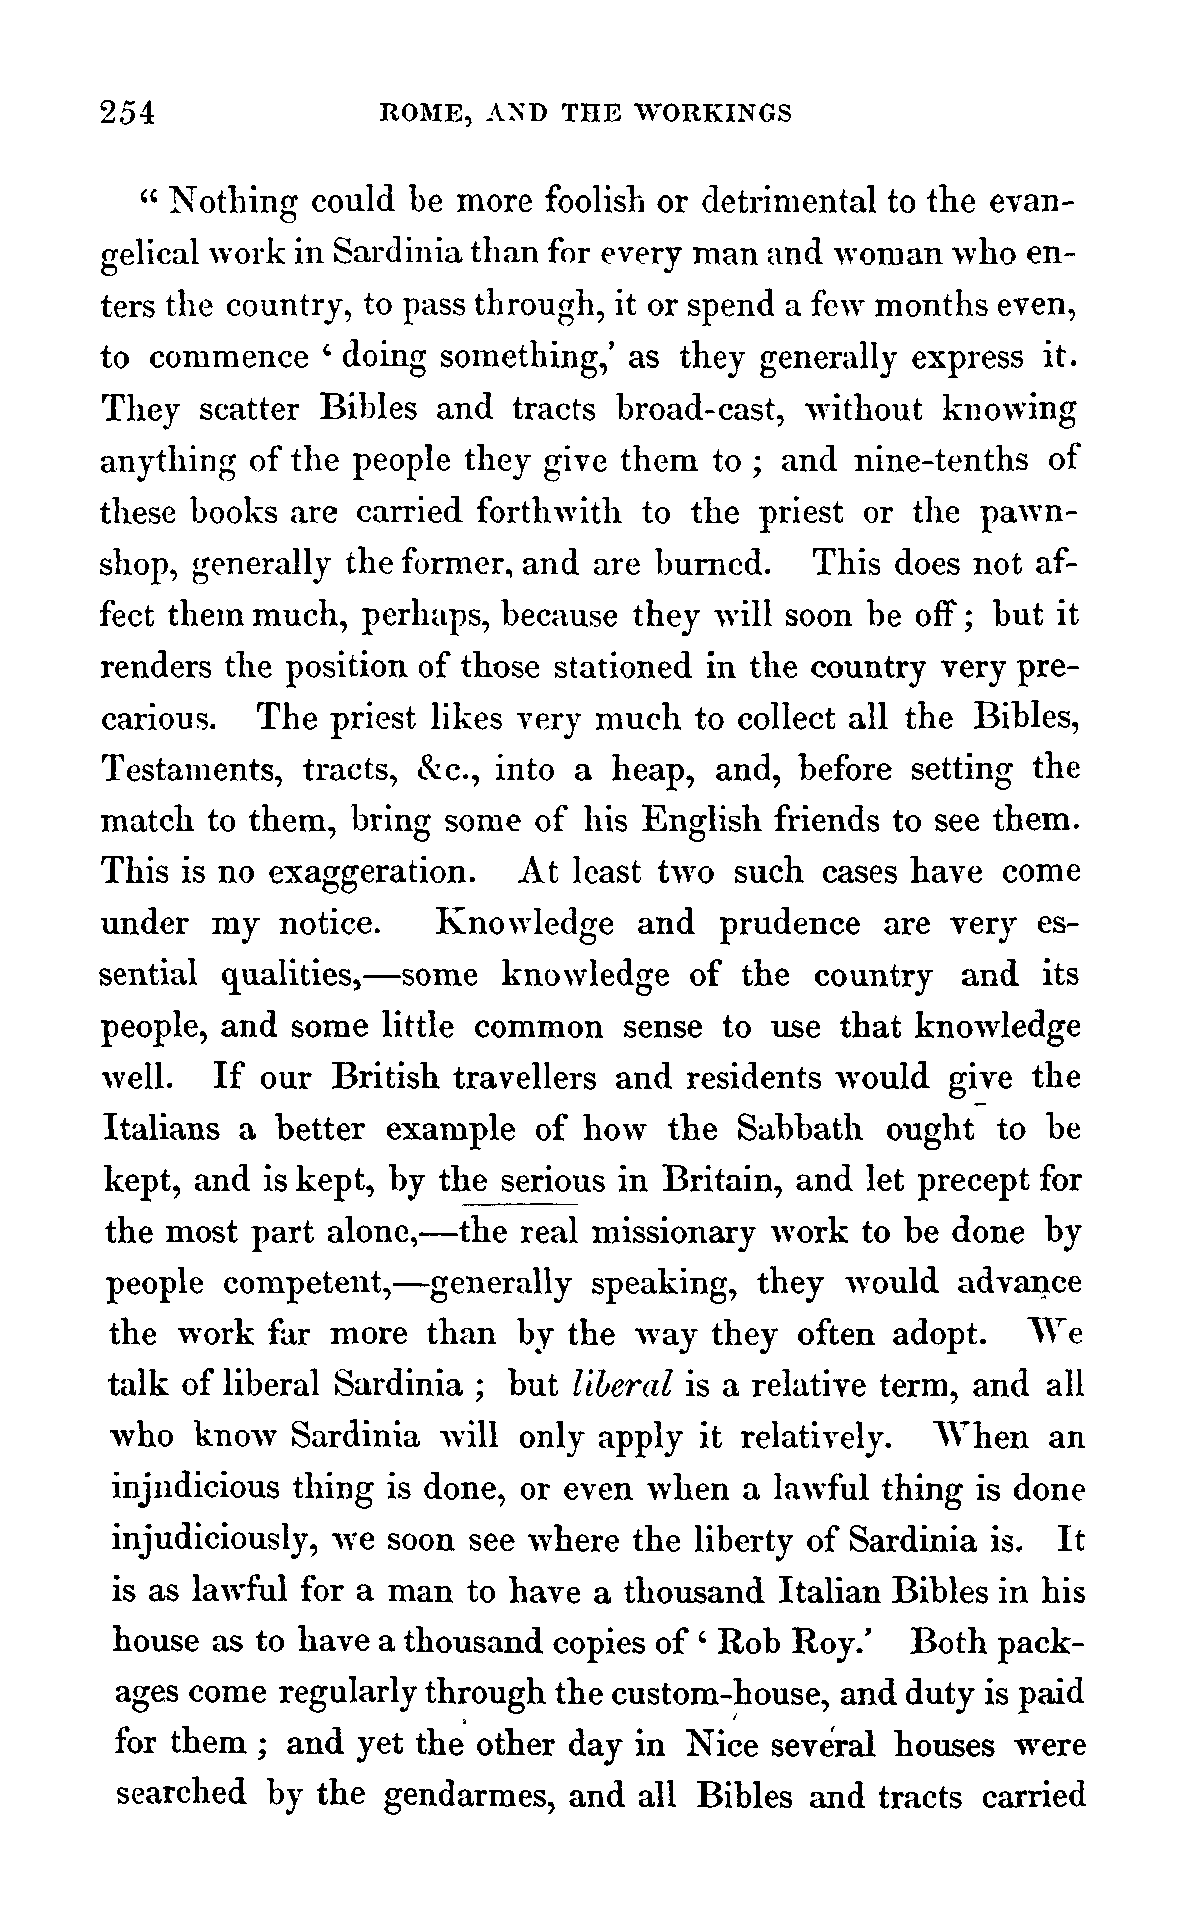 254 ROME, AND THE WORKINGS
“ Nothing could be more foolish or detrimental to the evan-
gelical work in Sardinia than for every man and woman who en-
ters the country, to pass through, it or spend a few months even,
to commence ‘ doing something,’ as they generally express it.
They scatter Bibles and tracts broad-cast, without knowing
anything of the people they give them to ; and nine-tenths of
these books are carried forthwith to the priest or the pawn-
shop, generally the former, and are burned. This does not af-
fect them much, perhaps, because they will soon be off ; but it
renders the position of those stationed in the country very pre-
carious. The priest likes very much to collect all the Bibles,
Testaments, tracts, &c., into a heap, and, before setting the
match to them, bring some of his English friends to see them.
This is no exaggeration. At least two such cases have come
under my notice. Knowledge and prudence are very es-
sential qualities,—some knowledge of the country and its
people, and some little common sense to use that knowledge
well. If our British travellers and residents would give the
Italians a better example of how the Sabbath ought to be
kept, and is kept, by the serious in Britain, and let precept for
the most part alone,—the real missionary work to be done by
people competent,—generally speaking, they would advance
the work far more than by the way they often adopt. We
talk of liberal Sardinia ; but liberal is a relative term, and all
who know Sardinia will only apply it relatively. When an
injudicious thing is done, or even when a lawful thing is done
injudiciously, we soon see where the liberty of Sardinia is. It
is as lawful for a man to have a thousand Italian Bibles in his
house as to have a thousand copies of ‘ Rob Roy.’ Both pack-
ages come regularly through the custom-house, and duty is paid
for them ; and yet the other day in Nice several houses were
searched by the gendarmes, and all Bibles and tracts carried